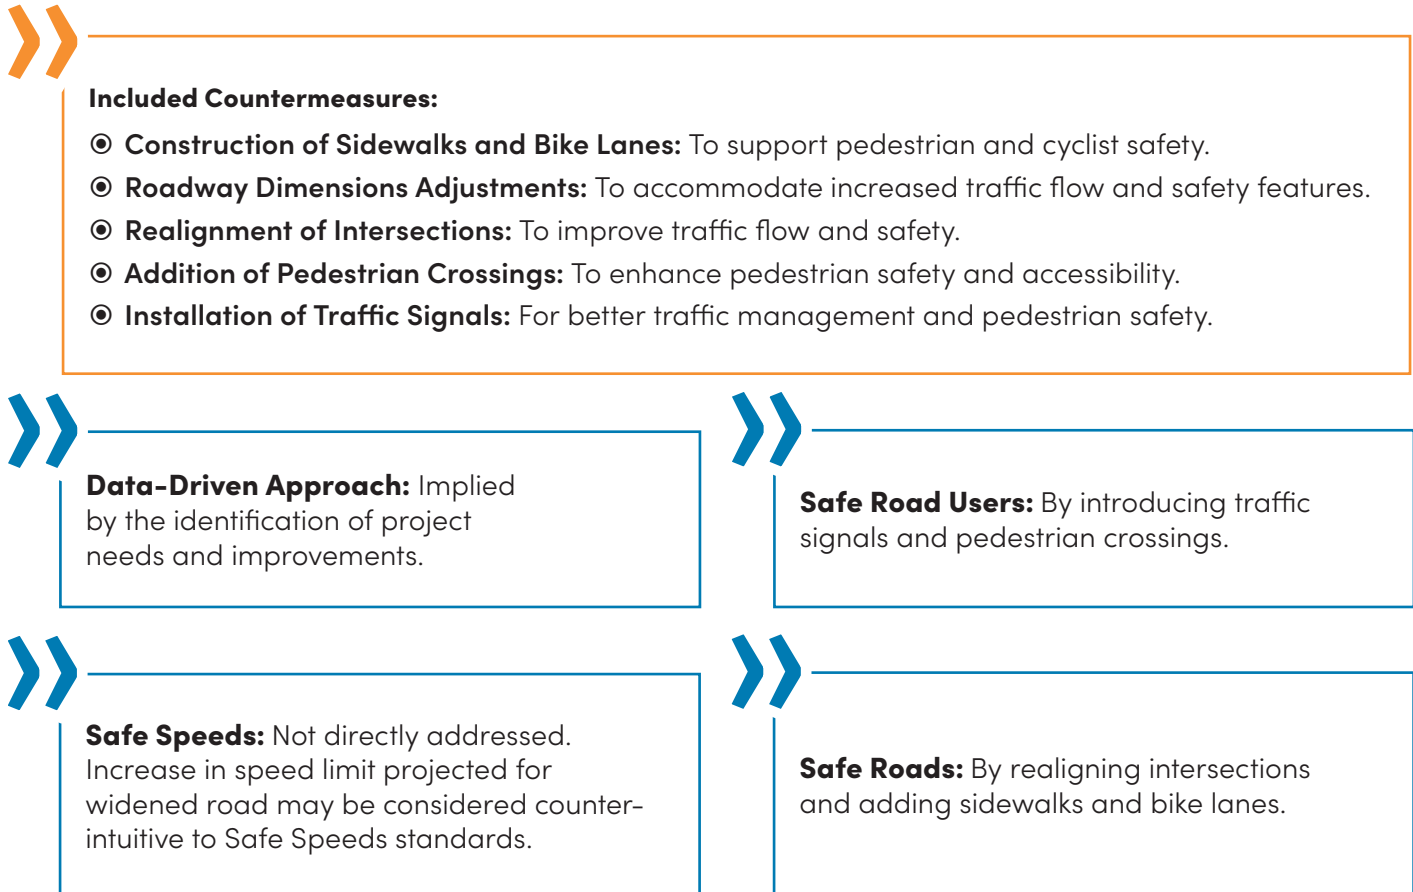 Included Countermeasures:
Construction of Sidewalks and Bike Lanes: To support pedestrian and cyclist safety.
Roadway Dimensions Adjustments: To accommodate increased traffic flow and safety features.
Realignment of Intersections: To improve traffic flow and safety.
Addition of Pedestrian Crossings: To enhance pedestrian safety and accessibility.
Installation of Traffic Signals: For better traffic management and pedestrian safety.
Data-Driven Approach: Implied
by the identification of project
needs and improvements.
Safe Road Users: By introducing traffic
signals and pedestrian crossings.
Safe Speeds: Not directly addressed.
Increase in speed limit projected for
widened road may be considered counter-
intuitive to Safe Speeds standards.
Safe Roads: By realigning intersections
and adding sidewalks and bike lanes.